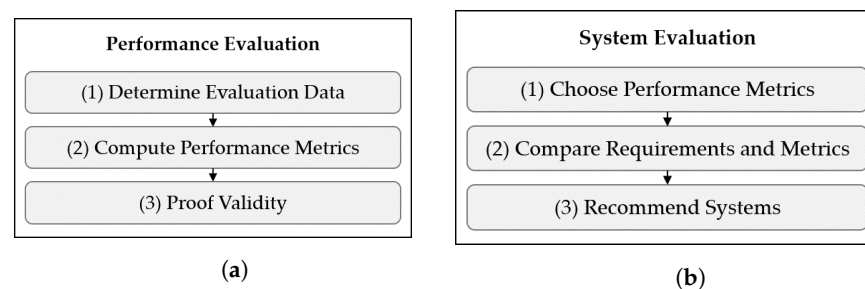 Performance Evaluation
(1) Determine Evaluation Data
(2) Compute Performance Metrics
(3) Proof Validity
(a)
System Evaluation
(1) Choose Performance Metrics
(2) Compare Requirements and Metrics
(3) Recommend Systems
(b)